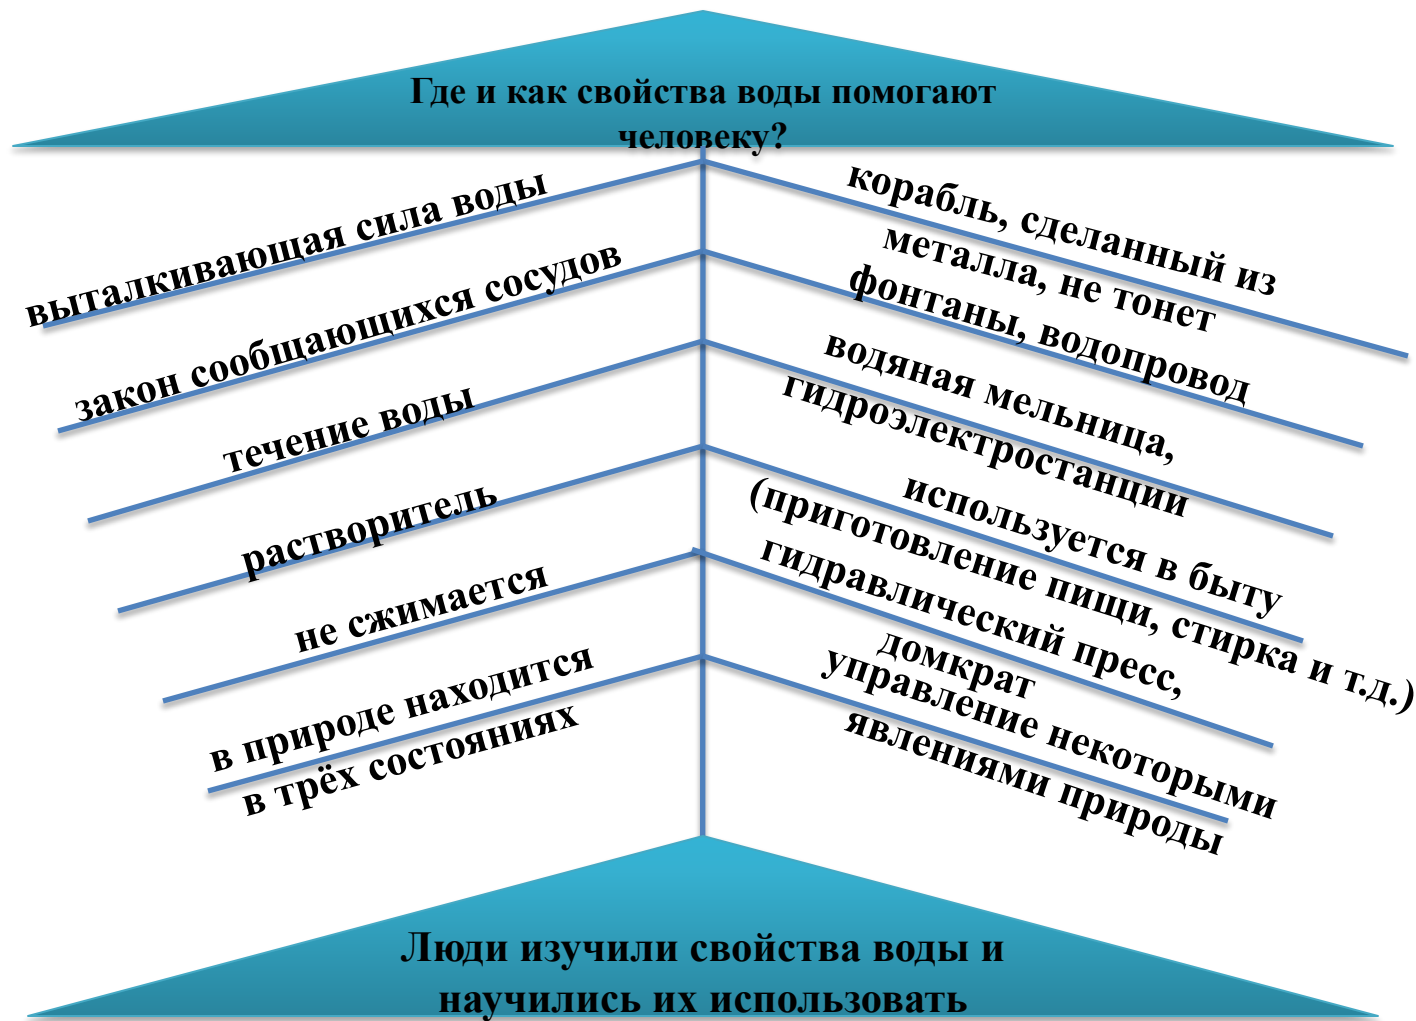 Где и как свойства воды помогают
человеку?
выталкивающая сила воды
корабль, сделанный из
металла, не тонет
закон сообщающихся сосудов
фонтаны, водопровод
течение воды
водяная мельница,
гидроэлектростанции
растворитель
используется в быту
(приготовление пищи, стирка и т.д.)
не сжимается
гидравлический пресс,
домкрат
в природе находится
в трёх состояниях
управление некоторыми
явлениями природы
Люди изучили свойства воды и
научились их использовать